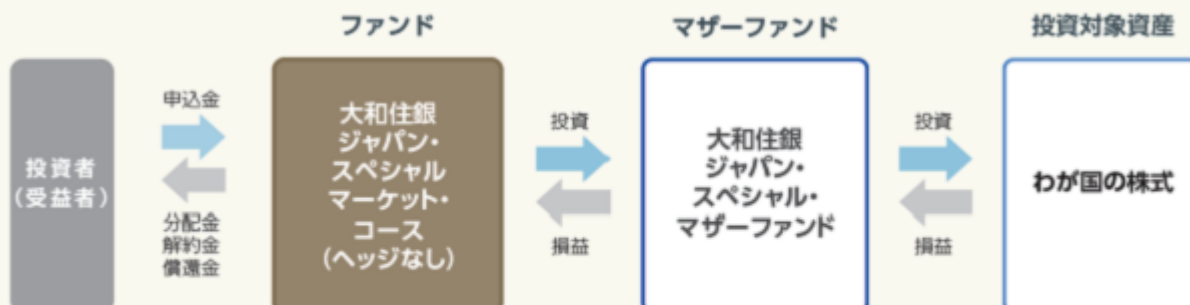 ファンド
マザーファンド
投資対象資産
投資者
(受益者)
申込金
分配金
解約金
償還金
大和住銀
ジャパン・
スペシャル
マーケット・
コース
(ヘッジなし)
投資
損益
大和住銀
ジャパン・
スペシャル・
マザーファンド
投資
損益
わが国の株式